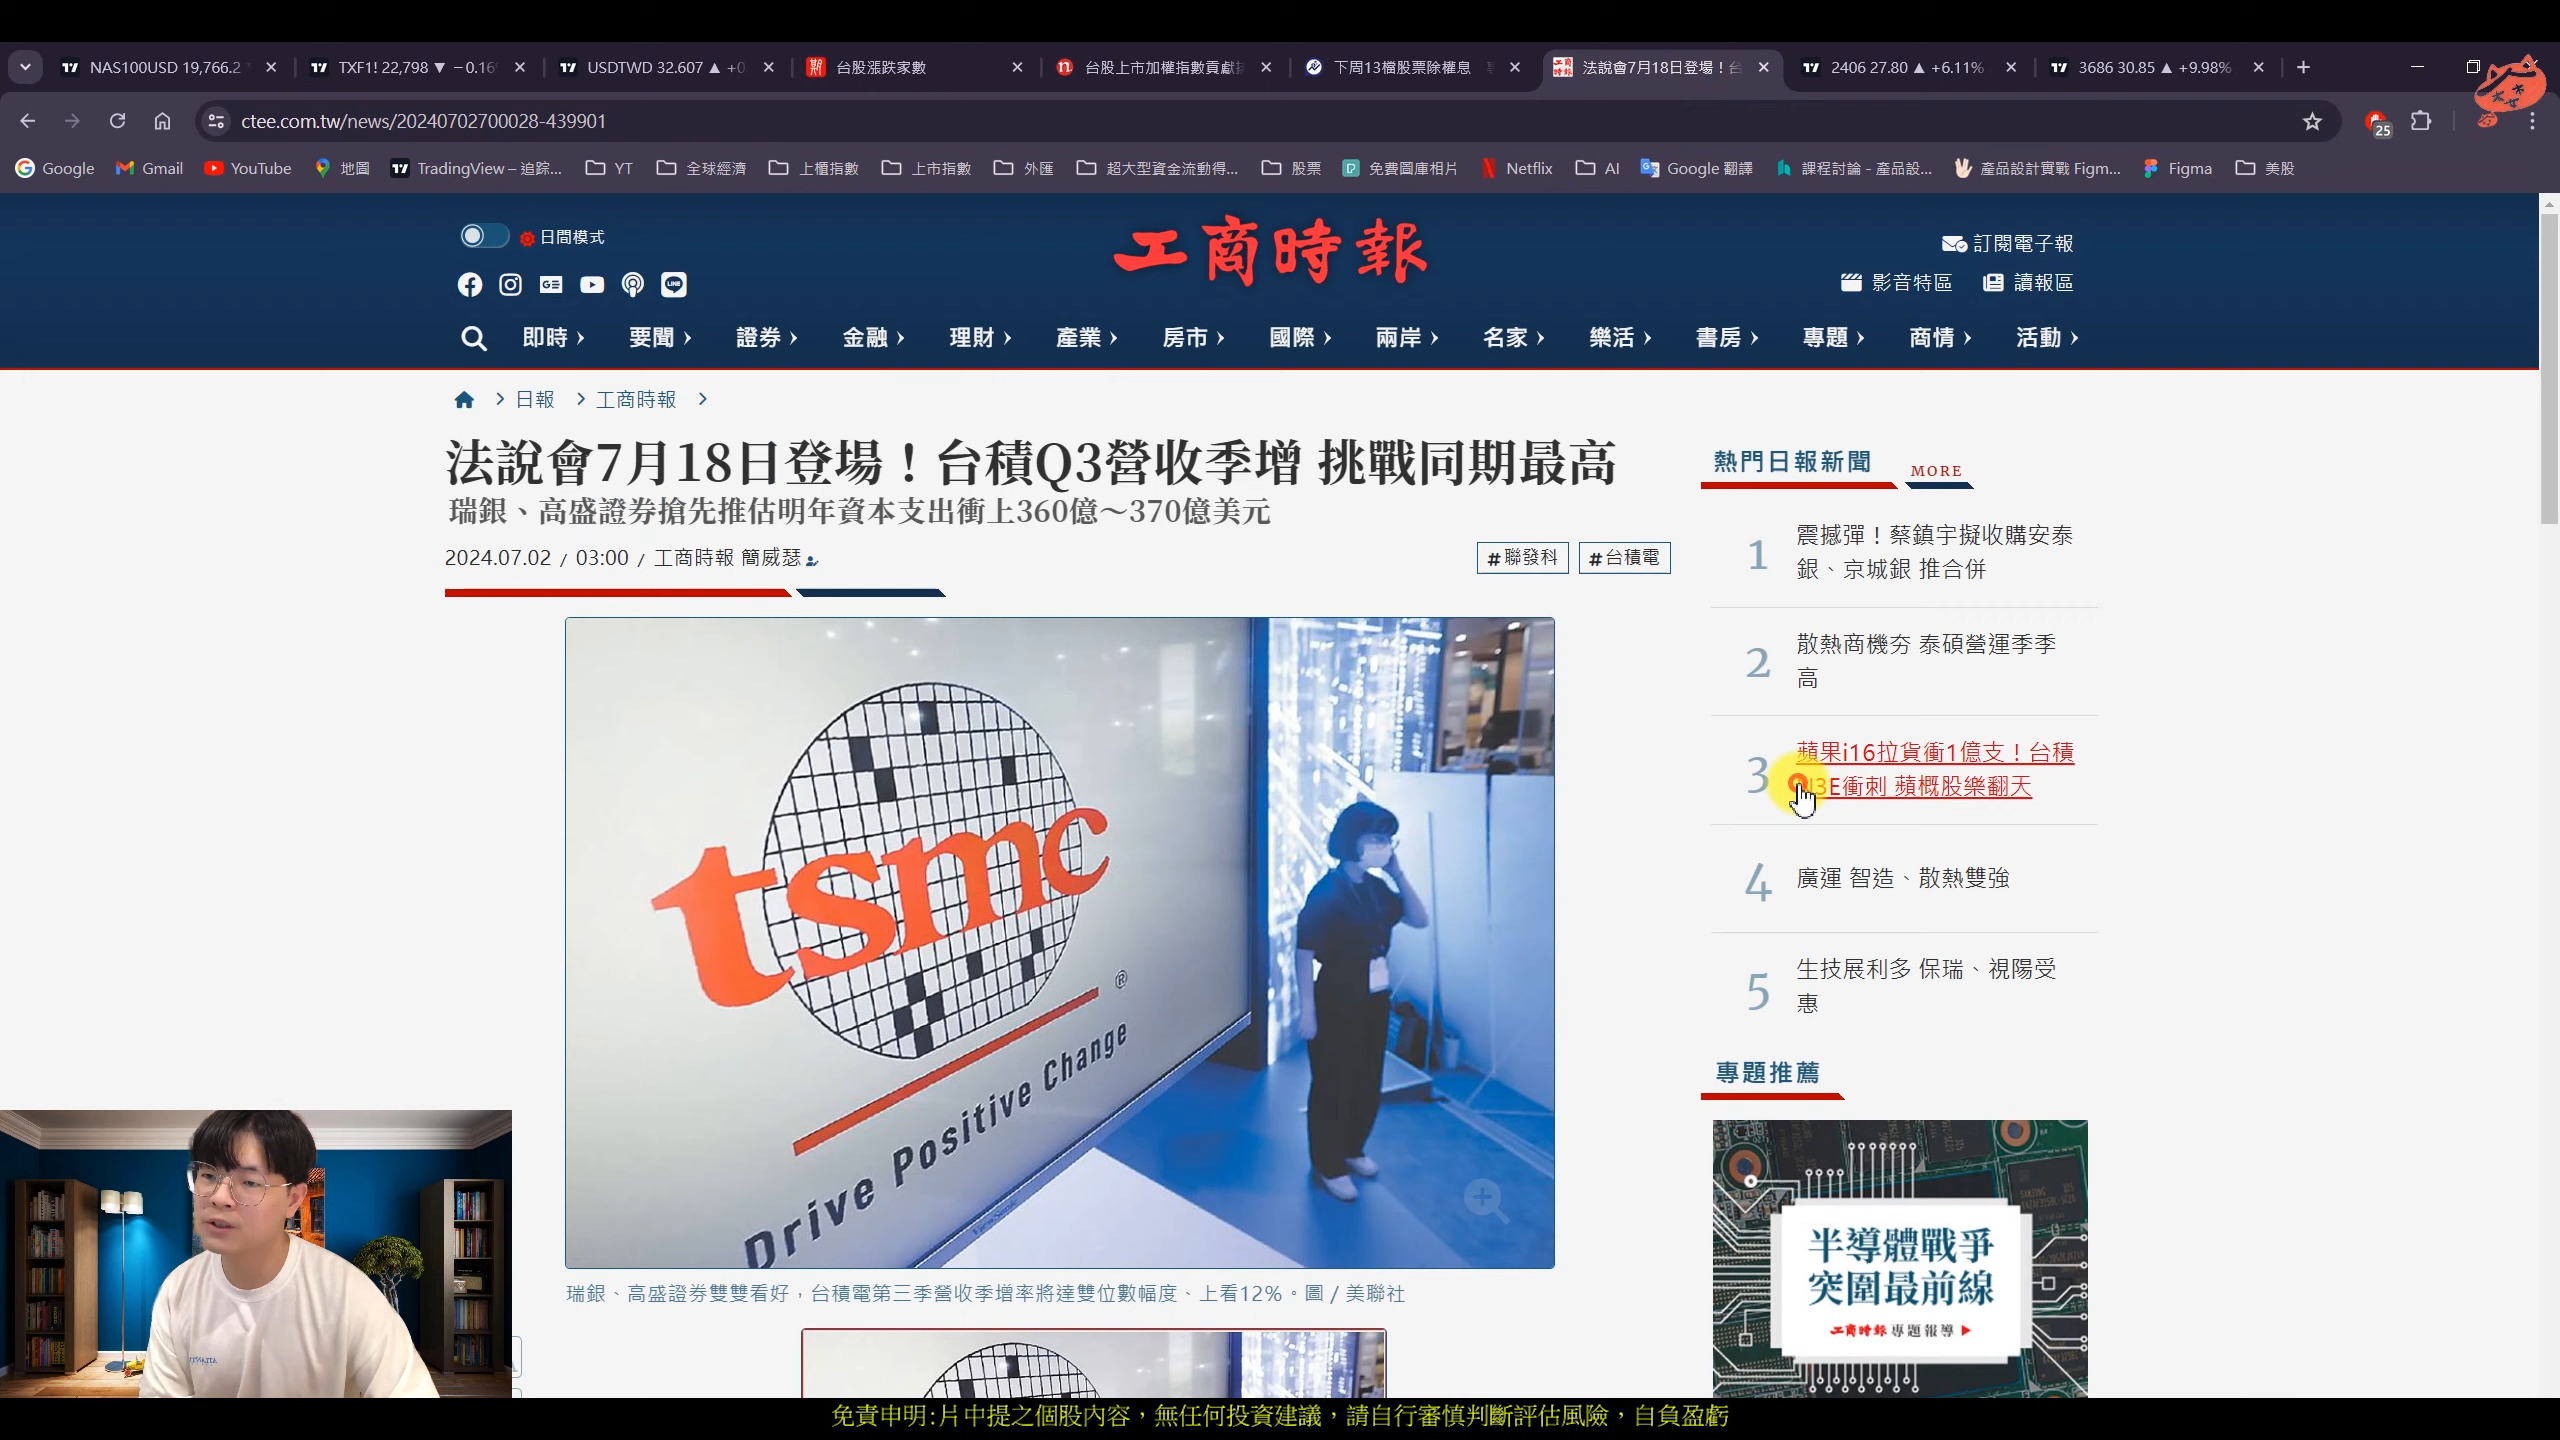 NAS100USD 19,766.2
TXF1! 22,798 ▼ −0.16
USDTWD 32.607 ▲ +0
台股漲跌家數
台股上市加權指數貢獻
下周13檔股票除權息
法說會7月18日登場！台
2406 27.80 ▲ +6.11%
3686 30.85 ▲ +9.98%
ctee.com.tw/news/20240702700028-439901
25
Google
Gmail
YouTube
地圖
TradingView – 追踪...
YT
全球經濟
上櫃指數
上市指數
外匯
超大型資金流動得...
股票
免費圖庫相片
Netflix
AI
Google 翻譯
課程討論 - 產品設...
產品設計實戰 Figm...
Figma
美股
日間模式
工商時報
訂閱電子報
影音特區
讀報區
即時
要聞
證券
金融
理財
產業
房市
國際
兩岸
名家
樂活
書房
專題
商情
活動
日報
工商時報
法說會7月18日登場！台積Q3營收季增 挑戰同期最高
瑞銀、高盛證券搶先推估明年資本支出衝上360億～370億美元
2024.07.02 / 03:00 / 工商時報 簡威瑟
#聯發科
#台積電
tsmc
®
Drive Positive Change
瑞銀、高盛證券雙雙看好，台積電第三季營收季增率將達雙位數幅度、上看12%。圖／美聯社
熱門日報新聞
MORE
1
震撼彈！蔡鎮宇擬收購安泰
銀、京城銀 推合併
2
散熱商機夯 泰碩營運季季
高
3
蘋果i16拉貨衝1億支！台積
3E衝刺 蘋概股樂翻天
4
廣運 智造、散熱雙強
5
生技展利多 保瑞、視陽受
惠
專題推薦
半導體戰爭
突圍最前線
工商時報 專題報導 ▶
免責申明:片中提之個股內容，無任何投資建議，請自行審慎判斷評估風險，自負盈虧